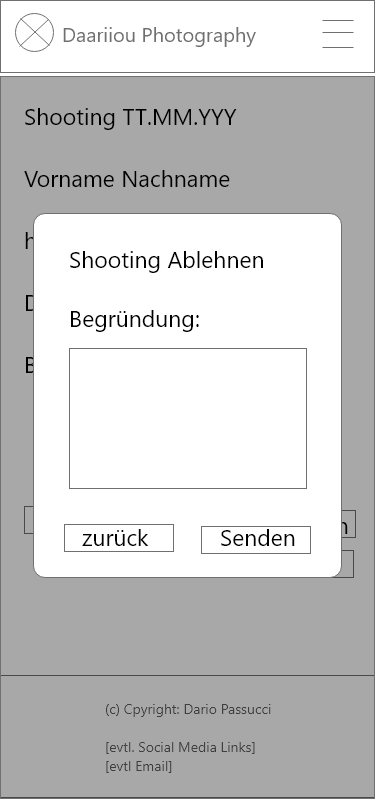 Daariiou Photography
Shooting TT.MM.YYY
Vorname Nachname
Shooting Ablehnen
Begründung:
zurück
Senden
(c) Cpyright: Dario Passucci
[evtl. Social Media Links]
[evtl Email]